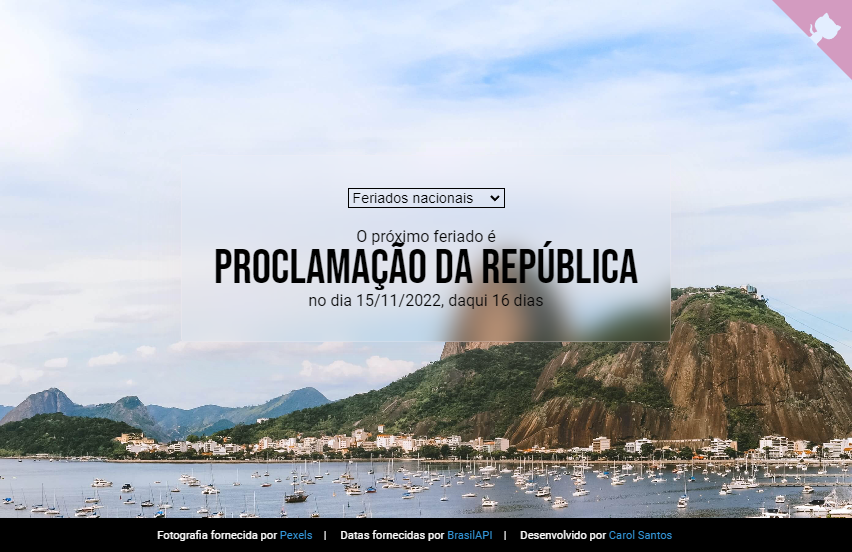 Feriados nacionais
O próximo feriado é
PROCLAMAÇÃO DA REPÚBLICA
no dia 15/11/2022, daqui 16 dias
Fotografia fornecida por Pexels | Datas fornecidas por BrasilAPI | Desenvolvido por Carol Santos